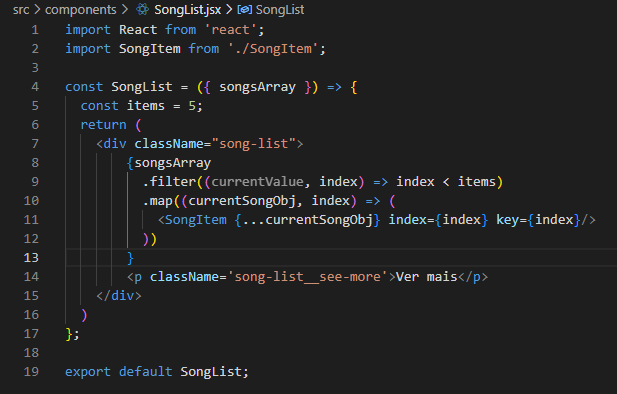 src > components > SongList.jsx > SongList
1 import React from 'react';
2 import SongItem from './SongItem';
3
4 const SongList = ({ songsArray }) => {
5   const items = 5;
6   return (
7     <div className="song-list">
8       {songsArray
9         .filter((currentValue, index) => index < items)
10         .map((currentSongObj, index) => (
11           <SongItem {...currentSongObj} index={index} key={index}/>
12         ))
13       }
14       <p className='song-list__see-more'>Ver mais</p>
15     </div>
16   )
17 };
18
19 export default SongList;